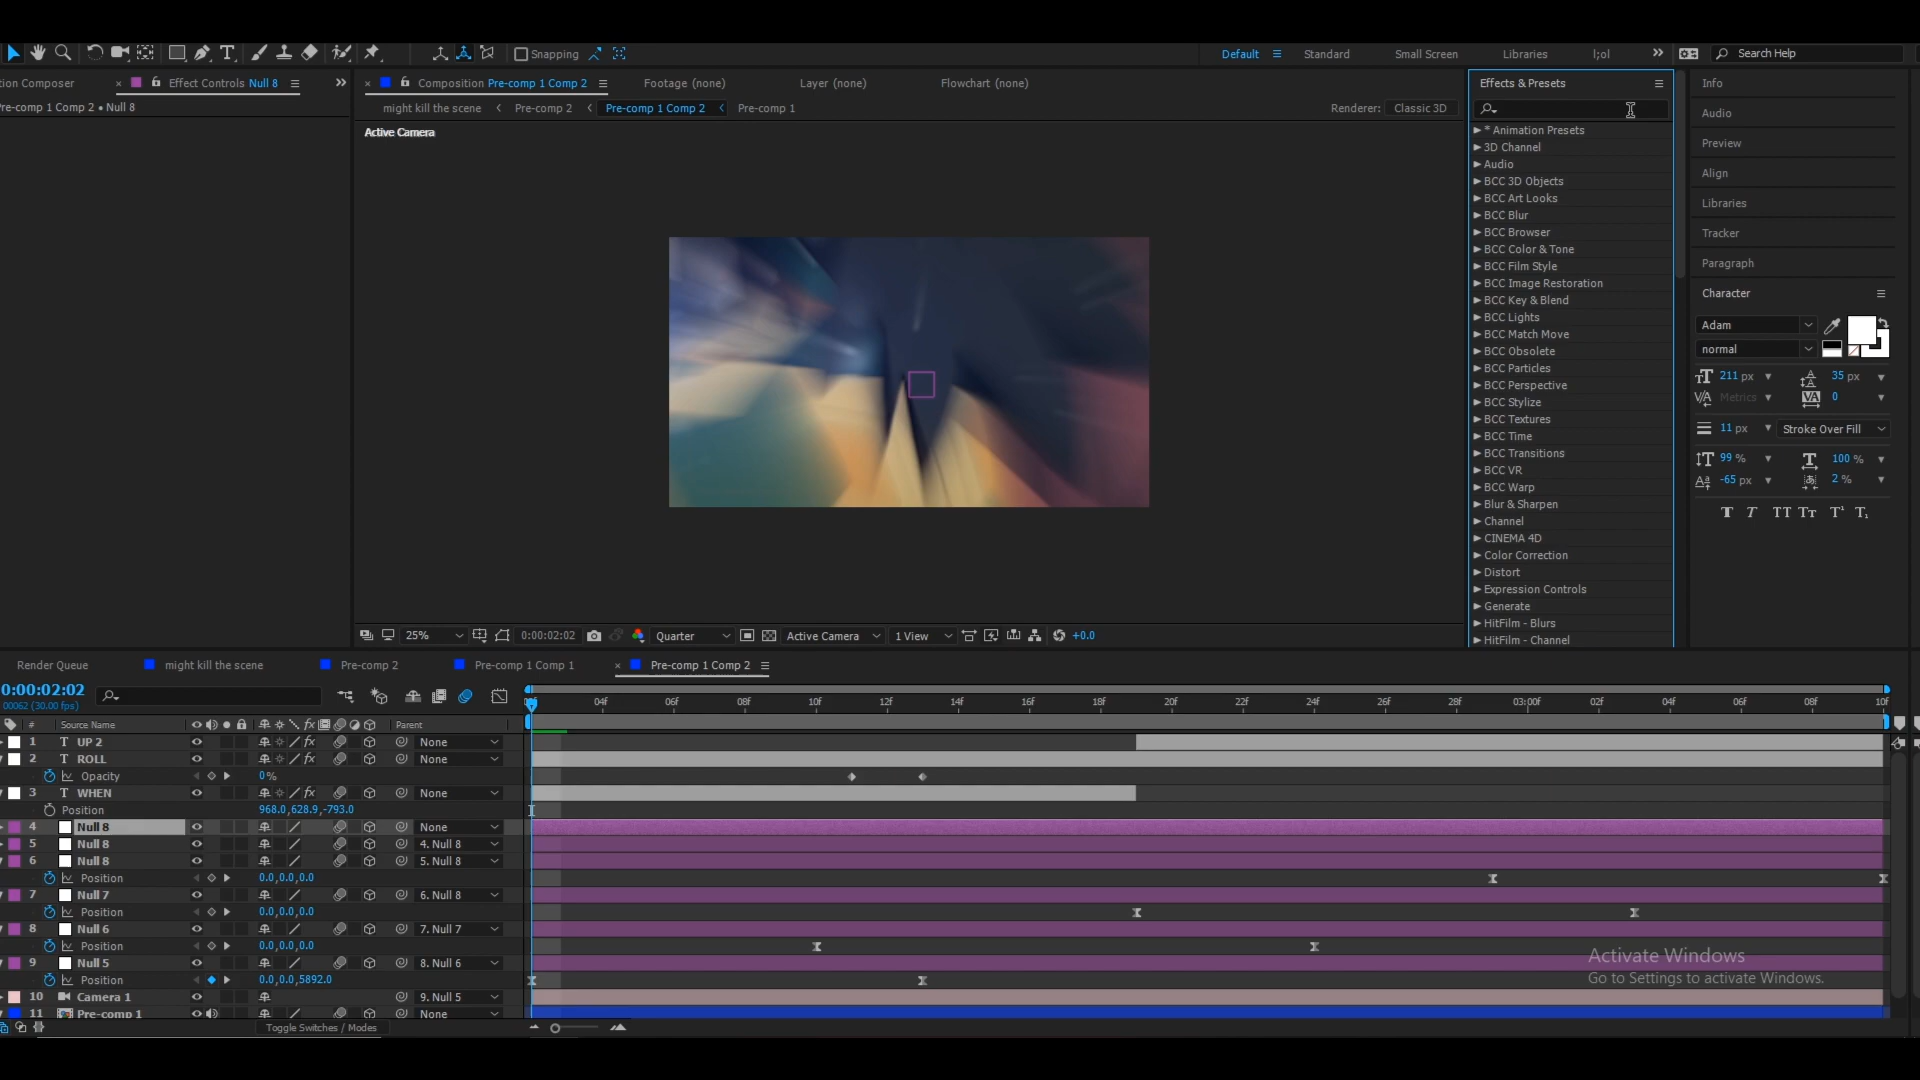 Snapping
Default
Standard
Small Screen
Libraries
l;ol
Search Help
tion Composer
Effect Controls Null 8
Composition Pre-comp 1 Comp 2
Footage (none)
Layer (none)
Flowchart (none)
Effects & Presets
Info
Pre-comp 1 Comp 2 • Null 8
might kill the scene
Pre-comp 2
Pre-comp 1 Comp 2
Pre-comp 1
Renderer: Classic 3D
Active Camera
* Animation Presets
3D Channel
Audio
BCC 3D Objects
BCC Art Looks
BCC Blur
BCC Browser
BCC Color & Tone
BCC Film Style
BCC Image Restoration
BCC Key & Blend
BCC Lights
BCC Match Move
BCC Obsolete
BCC Particles
BCC Perspective
BCC Stylize
BCC Textures
BCC Time
BCC Transitions
BCC VR
BCC Warp
Blur & Sharpen
Channel
CINEMA 4D
Color Correction
Distort
Expression Controls
Generate
HitFilm - Blurs
HitFilm - Channel
Audio
Preview
Align
Libraries
Tracker
Paragraph
Character
Adam
normal
211 px
35 px
Metrics
0
11 px
Stroke Over Fill
99 %
100 %
-65 px
2 %
25%
0:00:02:02
Quarter
Active Camera
1 View
+0.0
Render Queue
might kill the scene
Pre-comp 2
Pre-comp 1 Comp 1
Pre-comp 1 Comp 2
0:00:02:02
00062 (30.00 fps)
04f 06f 08f 10f 12f 14f 16f 18f 20f 22f 24f 26f 28f 03:00f 02f 04f 06f 08f 10f
# Source Name
Parent
1 T UP 2 None
2 T ROLL None
Opacity 0%
3 T WHEN None
Position 968.0,628.9,-793.0
4 Null 8 None
5 Null 8 4. Null 8
6 Null 8 5. Null 8
Position 0.0,0.0,0.0
7 Null 7 6. Null 8
Position 0.0,0.0,0.0
8 Null 6 7. Null 7
Position 0.0,0.0,0.0
9 Null 5 8. Null 6
Position 0.0,0.0,5892.0
10 Camera 1 9. Null 5
11 Pre-comp 1 None
Toggle Switches / Modes
Activate Windows
Go to Settings to activate Windows.